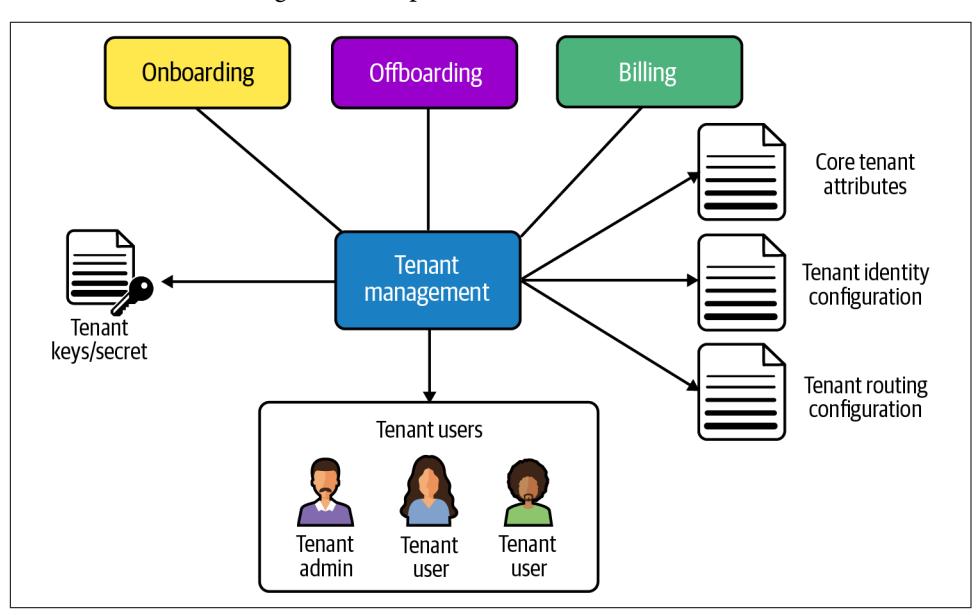 Onboarding
Offboarding
Billing
Core tenant
attributes
Tenant
management
Tenant identity
configuration
Tenant
keys/secret
Tenant routing
configuration
Tenant users
Tenant
admin
Tenant
user
Tenant
user